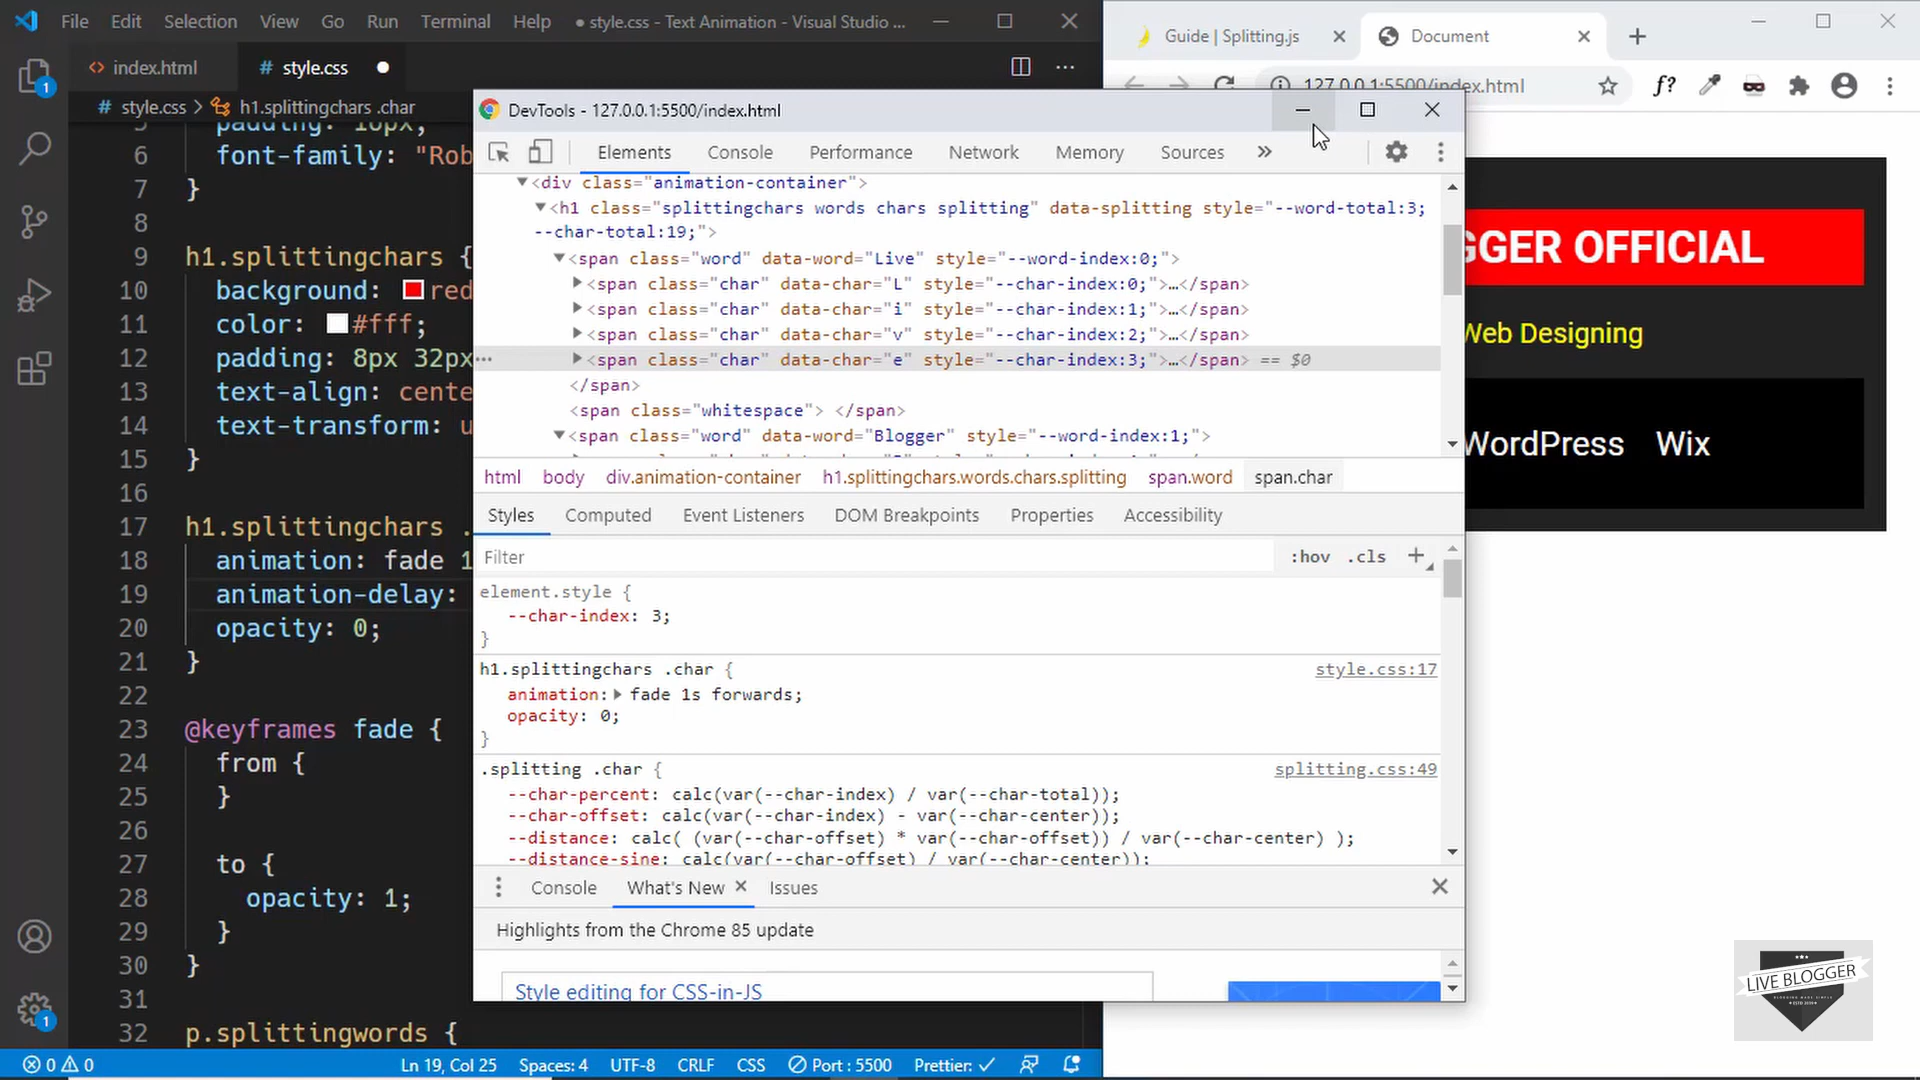 File Edit Selection View Go Run Terminal Help ● style.css - Text Animation - Visual Studio ...
index.html
# style.css ●
# style.css > h1.splittingchars .char
5 padding: 10px;
6 font-family: "Rob
7 }
8
9 h1.splittingchars {
10 background: red
11 color: #fff;
12 padding: 8px 32px
13 text-align: cente
14 text-transform: u
15 }
16
17 h1.splittingchars .
18 animation: fade 1
19 animation-delay:
20 opacity: 0;
21 }
22
23 @keyframes fade {
24 from {
25 }
26
27 to {
28 opacity: 1;
29 }
30 }
31
32 p.splittingwords {
1
1
0 0
Ln 19, Col 25 Spaces: 4 UTF-8 CRLF CSS Port : 5500 Prettier: ✓
Guide | Splitting.js
Document
127.0.0.1:5500/index.html
f?
DevTools - 127.0.0.1:5500/index.html
Elements Console Performance Network Memory Sources »
<div class="animation-container">
<h1 class="splittingchars words chars splitting" data-splitting style="--word-total:3;
--char-total:19;">
<span class="word" data-word="Live" style="--word-index:0;">
<span class="char" data-char="L" style="--char-index:0;">…</span>
<span class="char" data-char="i" style="--char-index:1;">…</span>
<span class="char" data-char="v" style="--char-index:2;">…</span>
<span class="char" data-char="e" style="--char-index:3;">…</span> == $0
</span>
<span class="whitespace"> </span>
<span class="word" data-word="Blogger" style="--word-index:1;">
html body div.animation-container h1.splittingchars.words.chars.splitting span.word span.char
Styles Computed Event Listeners DOM Breakpoints Properties Accessibility
Filter :hov .cls +
element.style {
--char-index: 3;
}
h1.splittingchars .char { style.css:17
animation: fade 1s forwards;
opacity: 0;
}
.splitting .char { splitting.css:49
--char-percent: calc(var(--char-index) / var(--char-total));
--char-offset: calc(var(--char-index) - var(--char-center));
--distance: calc( (var(--char-offset) * var(--char-offset)) / var(--char-center) );
--distance-sine: calc(var(--char-offset) / var(--char-center));
Console What's New Issues
Highlights from the Chrome 85 update
Style editing for CSS-in-JS
GGER OFFICIAL
Web Designing
WordPress Wix
LIVE BLOGGER